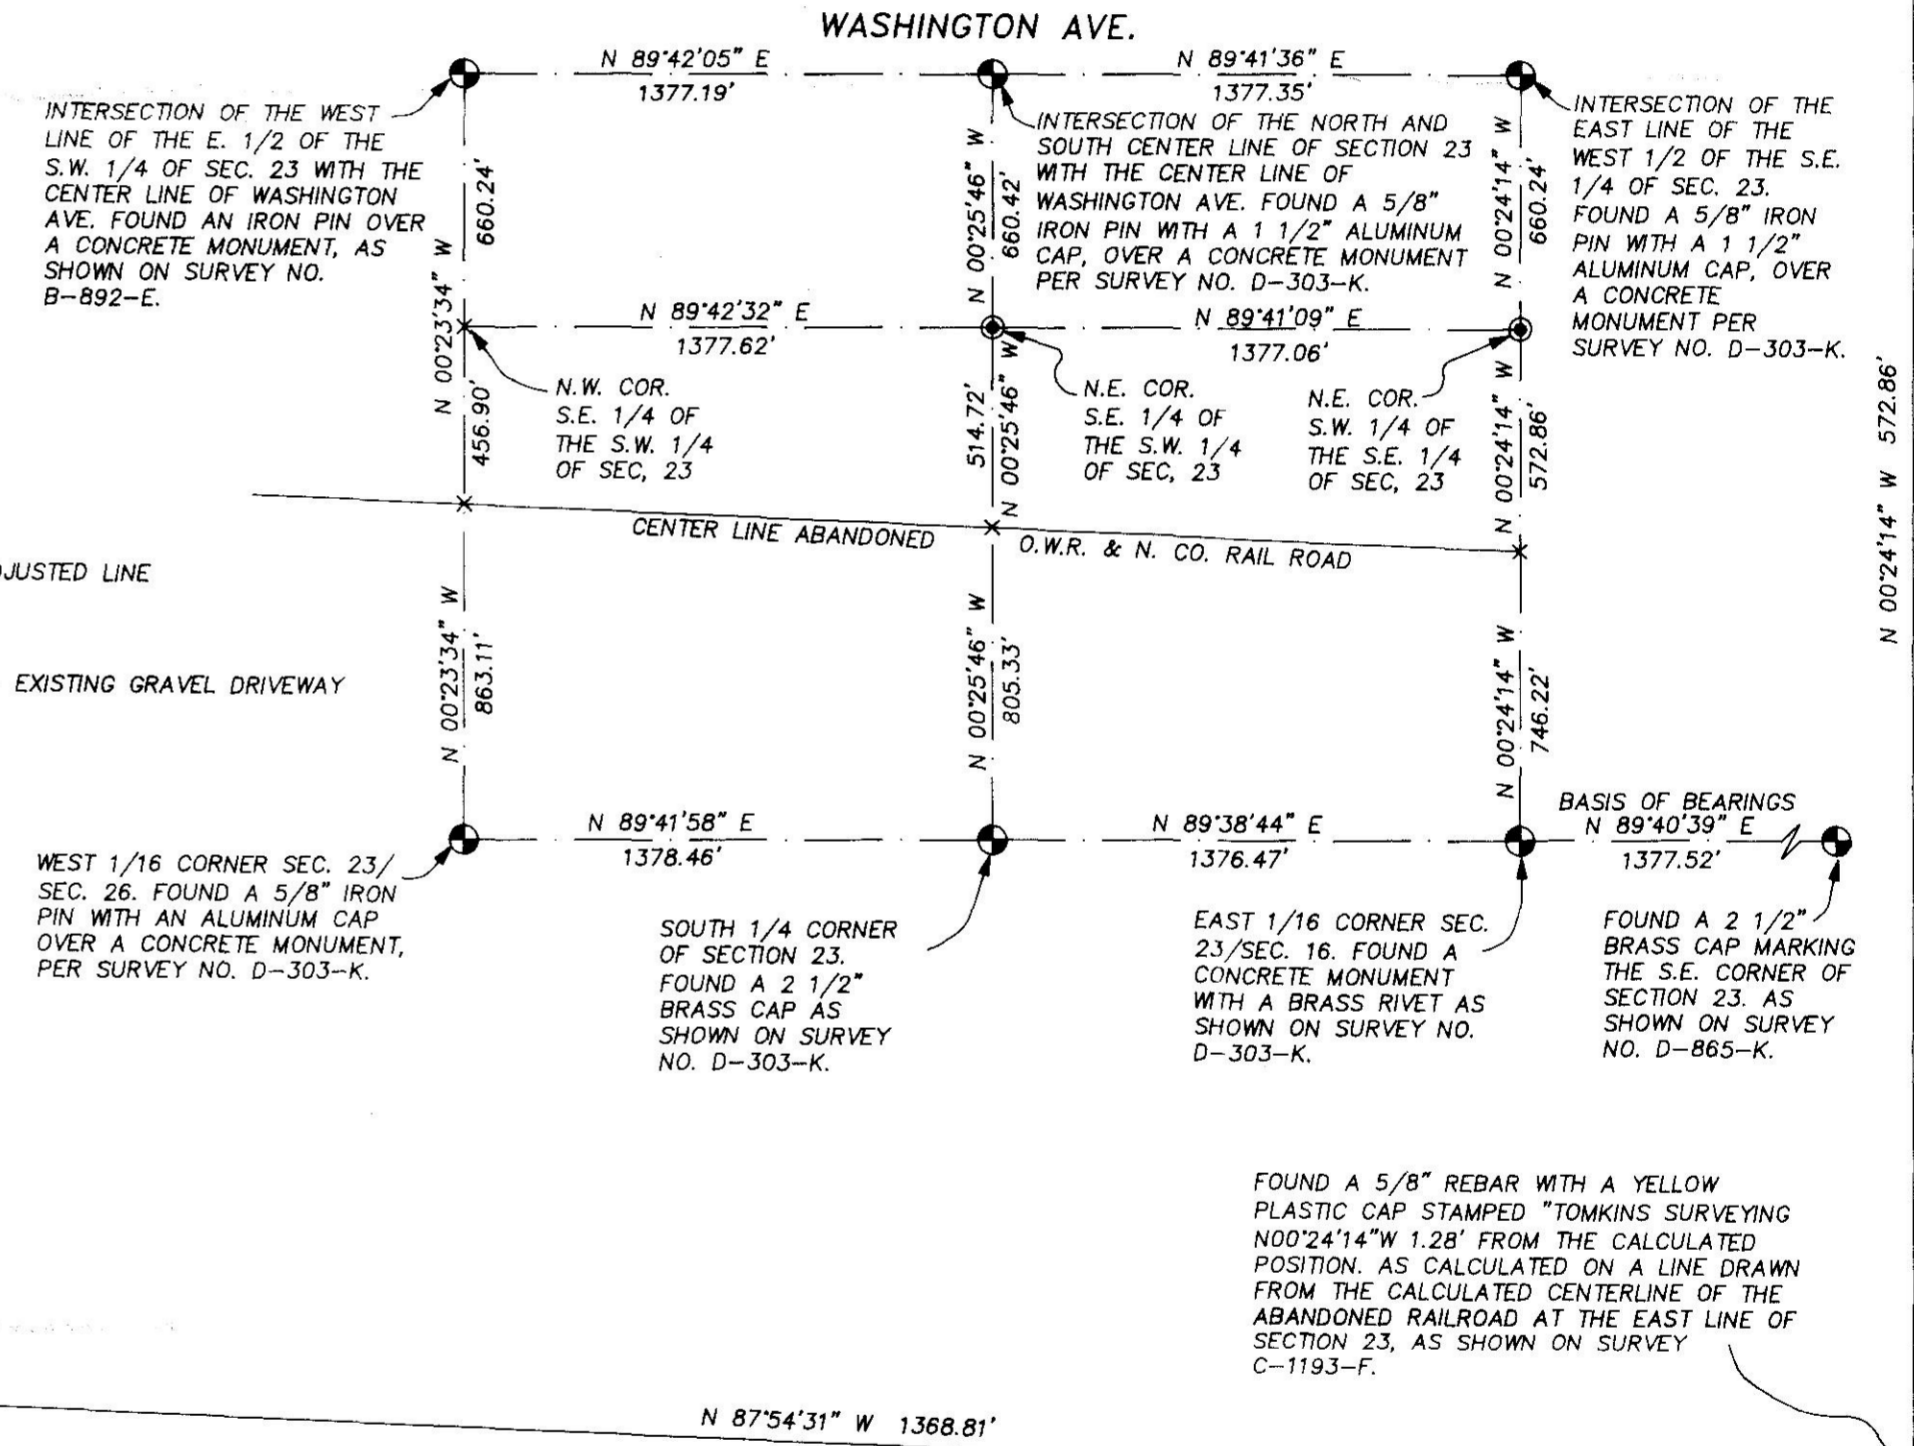 WASHINGTON AVE.
N 89°42'05" E
1377.19'
N 89°41'36" E
1377.35'
INTERSECTION OF THE WEST
LINE OF THE E. 1/2 OF THE
S.W. 1/4 OF SEC. 23 WITH THE
CENTER LINE OF WASHINGTON
AVE. FOUND AN IRON PIN OVER
A CONCRETE MONUMENT, AS
SHOWN ON SURVEY NO.
B-892-E.
N 00°23'34" W
660.24'
456.90'
N 00°25'46" W
660.42'
INTERSECTION OF THE NORTH AND
SOUTH CENTER LINE OF SECTION 23
WITH THE CENTER LINE OF
WASHINGTON AVE. FOUND A 5/8"
IRON PIN WITH A 1 1/2" ALUMINUM
CAP, OVER A CONCRETE MONUMENT
PER SURVEY NO. D-303-K.
N 00°24'14" W
660.24'
INTERSECTION OF THE
EAST LINE OF THE
WEST 1/2 OF THE S.E.
1/4 OF SEC. 23.
FOUND A 5/8" IRON
PIN WITH A 1 1/2"
ALUMINUM CAP, OVER
A CONCRETE
MONUMENT PER
SURVEY NO. D-303-K.
N 89°42'32" E
1377.62'
N 89°41'09" E
1377.06'
N.W. COR.
S.E. 1/4 OF
THE S.W. 1/4
OF SEC, 23
514.72'
N 00°25'46" W
N.E. COR.
S.E. 1/4 OF
THE S.W. 1/4
OF SEC, 23
N.E. COR.
S.W. 1/4 OF
THE S.E. 1/4
OF SEC, 23
N 00°24'14" W
572.86'
N 00°24'14" W 572.86'
CENTER LINE ABANDONED
O.W.R. & N. CO. RAIL ROAD
JUSTED LINE
EXISTING GRAVEL DRIVEWAY
N 00°23'34" W
863.11'
N 00°25'46" W
805.33'
N 00°24'14" W
746.22'
N 89°41'58" E
1378.46'
N 89°38'44" E
1376.47'
BASIS OF BEARINGS
N 89°40'39" E
1377.52'
WEST 1/16 CORNER SEC. 23/
SEC. 26. FOUND A 5/8" IRON
PIN WITH AN ALUMINUM CAP
OVER A CONCRETE MONUMENT,
PER SURVEY NO. D-303-K.
SOUTH 1/4 CORNER
OF SECTION 23.
FOUND A 2 1/2"
BRASS CAP AS
SHOWN ON SURVEY
NO. D-303-K.
EAST 1/16 CORNER SEC.
23/SEC. 16. FOUND A
CONCRETE MONUMENT
WITH A BRASS RIVET AS
SHOWN ON SURVEY NO.
D-303-K.
FOUND A 2 1/2"
BRASS CAP MARKING
THE S.E. CORNER OF
SECTION 23. AS
SHOWN ON SURVEY
NO. D-865-K.
FOUND A 5/8" REBAR WITH A YELLOW
PLASTIC CAP STAMPED "TOMKINS SURVEYING
N00°24'14"W 1.28' FROM THE CALCULATED
POSITION. AS CALCULATED ON A LINE DRAWN
FROM THE CALCULATED CENTERLINE OF THE
ABANDONED RAILROAD AT THE EAST LINE OF
SECTION 23, AS SHOWN ON SURVEY
C-1193-F.
N 87°54'31" W 1368.81'